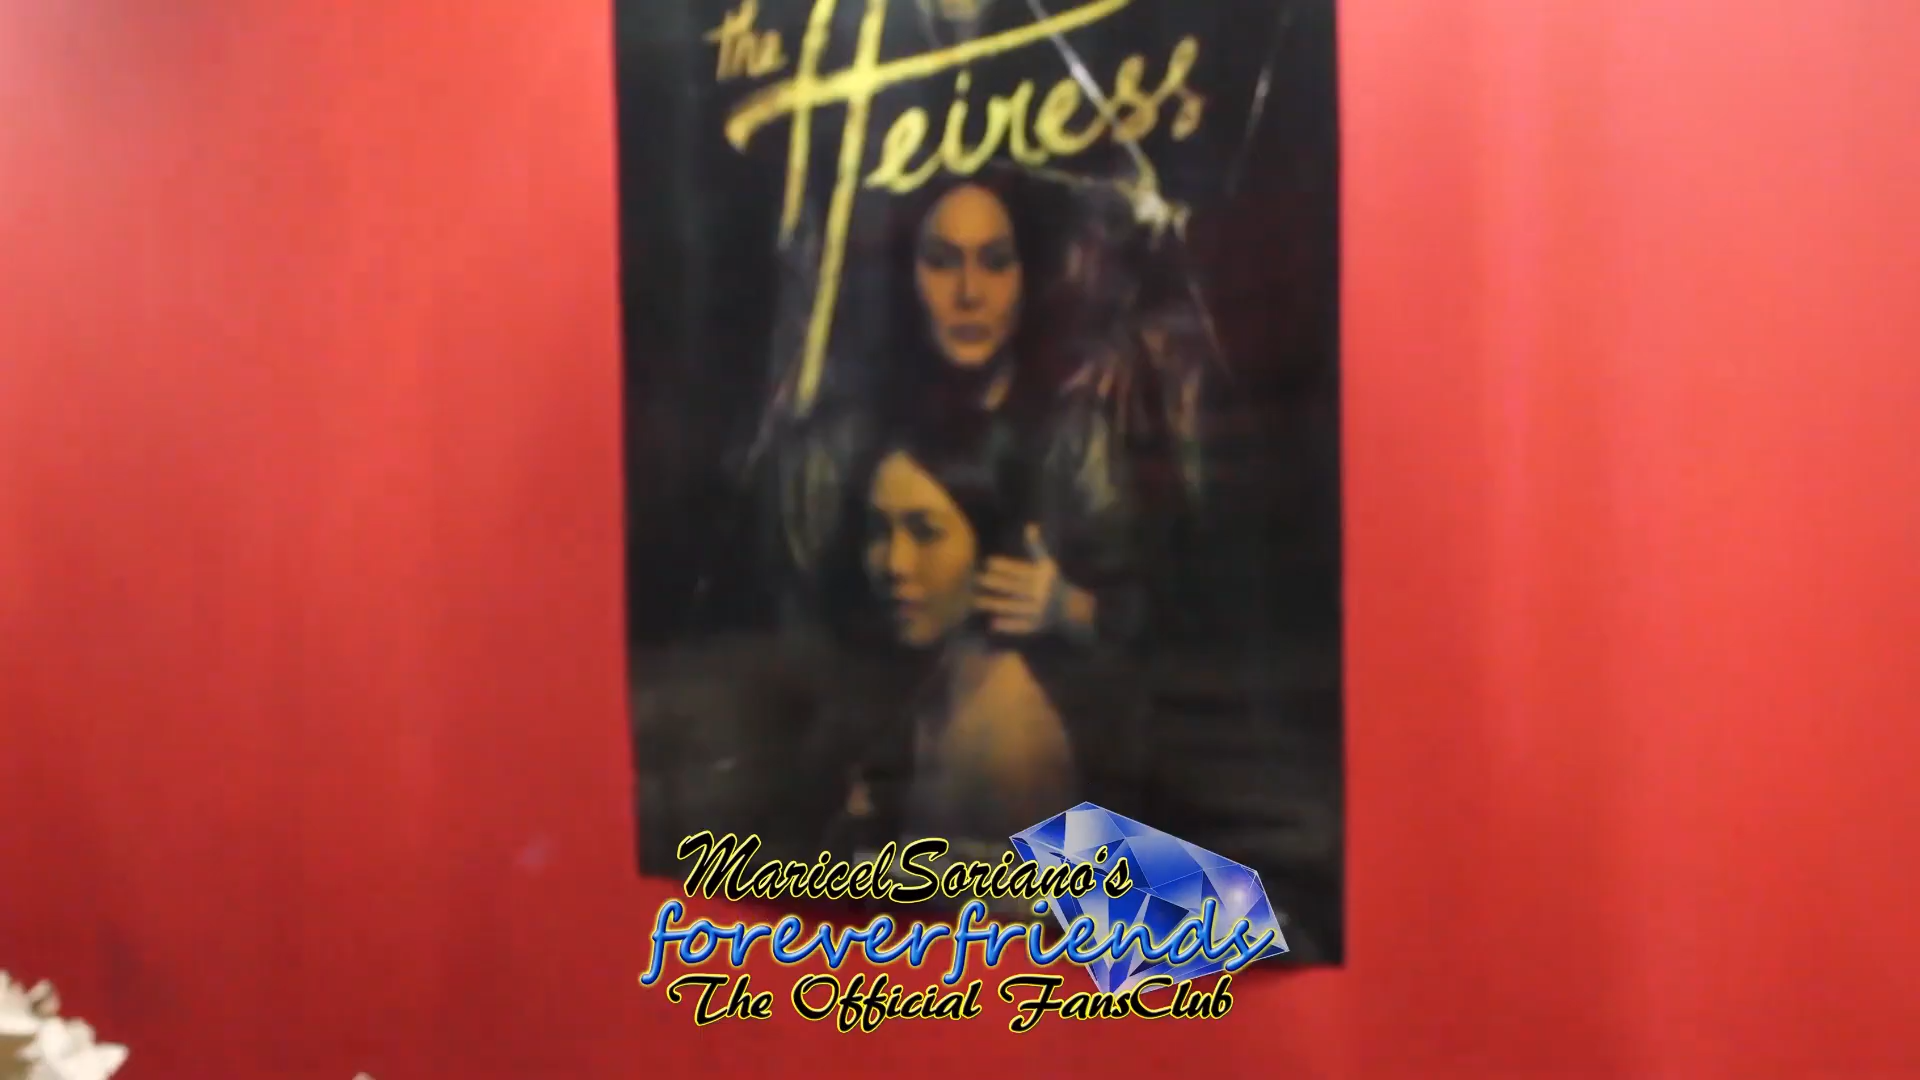 the
Heiress
MaricelSoriano's
foreverfriends
The Official FansClub